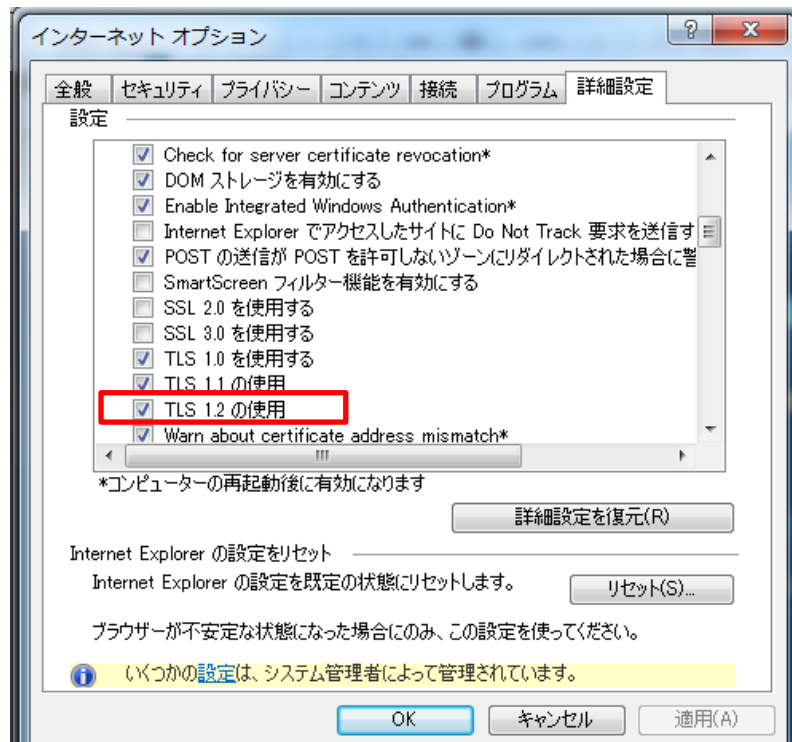 インターネット オプション
全般 セキュリティ プライバシー コンテンツ 接続 プログラム 詳細設定
設定
Check for server certificate revocation*
DOM ストレージを有効にする
Enable Integrated Windows Authentication*
Internet Explorer でアクセスしたサイトに Do Not Track 要求を送信す
POST の送信が POST を許可しないゾーンにリダイレクトされた場合に警
SmartScreen フィルター機能を有効にする
SSL 2.0 を使用する
SSL 3.0 を使用する
TLS 1.0 を使用する
TLS 1.1 の使用
TLS 1.2 の使用
Warn about certificate address mismatch*
*コンピューターの再起動後に有効になります
詳細設定を復元(R)
Internet Explorer の設定をリセット
Internet Explorer の設定を既定の状態にリセットします。
リセット(S)...
ブラウザーが不安定な状態になった場合にのみ、この設定を使ってください。
いくつかの設定は、システム管理者によって管理されています。
OK キャンセル 適用(A)